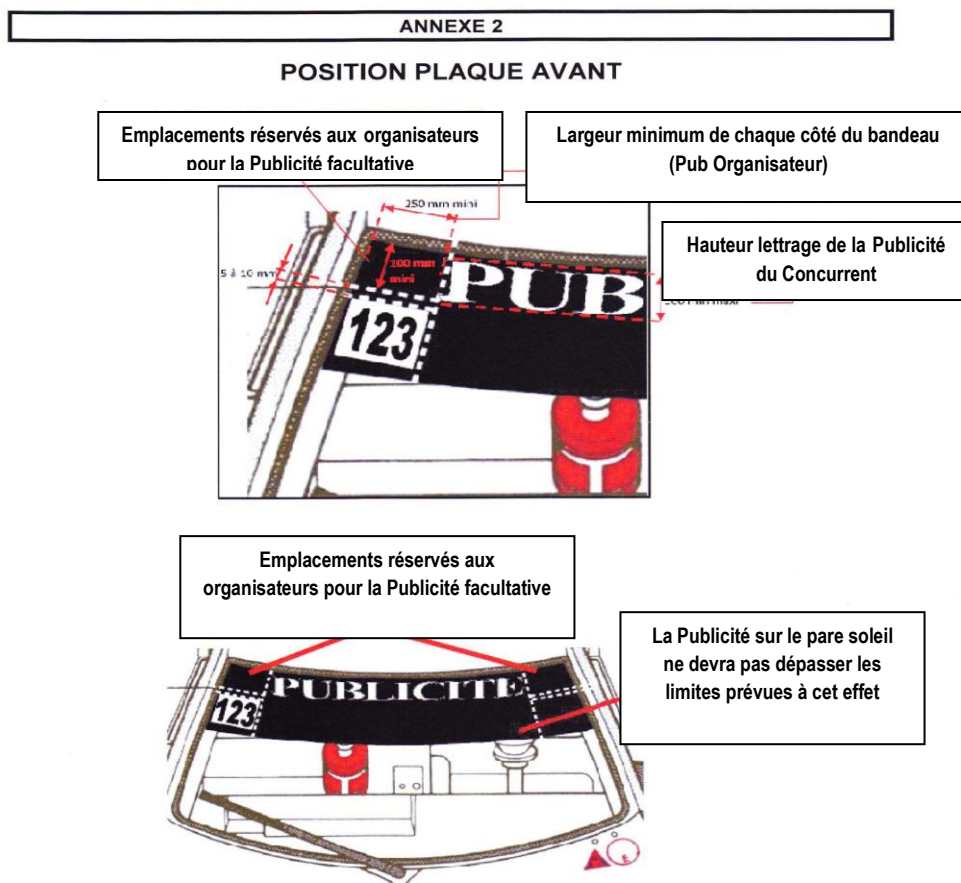 ANNEXE 2
POSITION PLAQUE AVANT
Emplacements réservés aux organisateurs
pour la Publicité facultative
Largeur minimum de chaque côté du bandeau
(Pub Organisateur)
250 mm mini
Hauteur lettrage de la Publicité
du Concurrent
5 à 10 mm
100 mm
mini
PUB
maxi
123
Emplacements réservés aux
organisateurs pour la Publicité facultative
La Publicité sur le pare soleil
ne devra pas dépasser les
limites prévues à cet effet
PUBLICITE
123
E